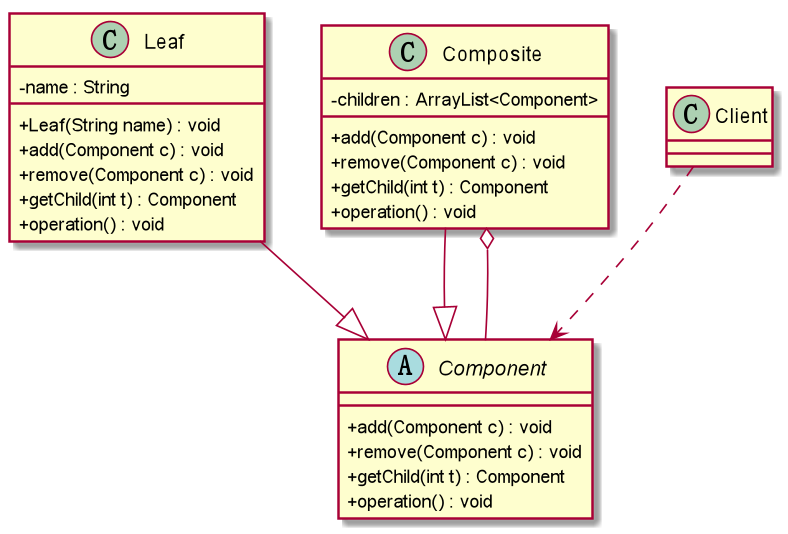 C Leaf
-name : String
+Leaf(String name) : void
+add(Component c) : void
+remove(Component c) : void
+getChild(int t) : Component
+operation() : void
C Composite
-children : ArrayList<Component>
+add(Component c) : void
+remove(Component c) : void
+getChild(int t) : Component
+operation() : void
C Client
A Component
+add(Component c) : void
+remove(Component c) : void
+getChild(int t) : Component
+operation() : void